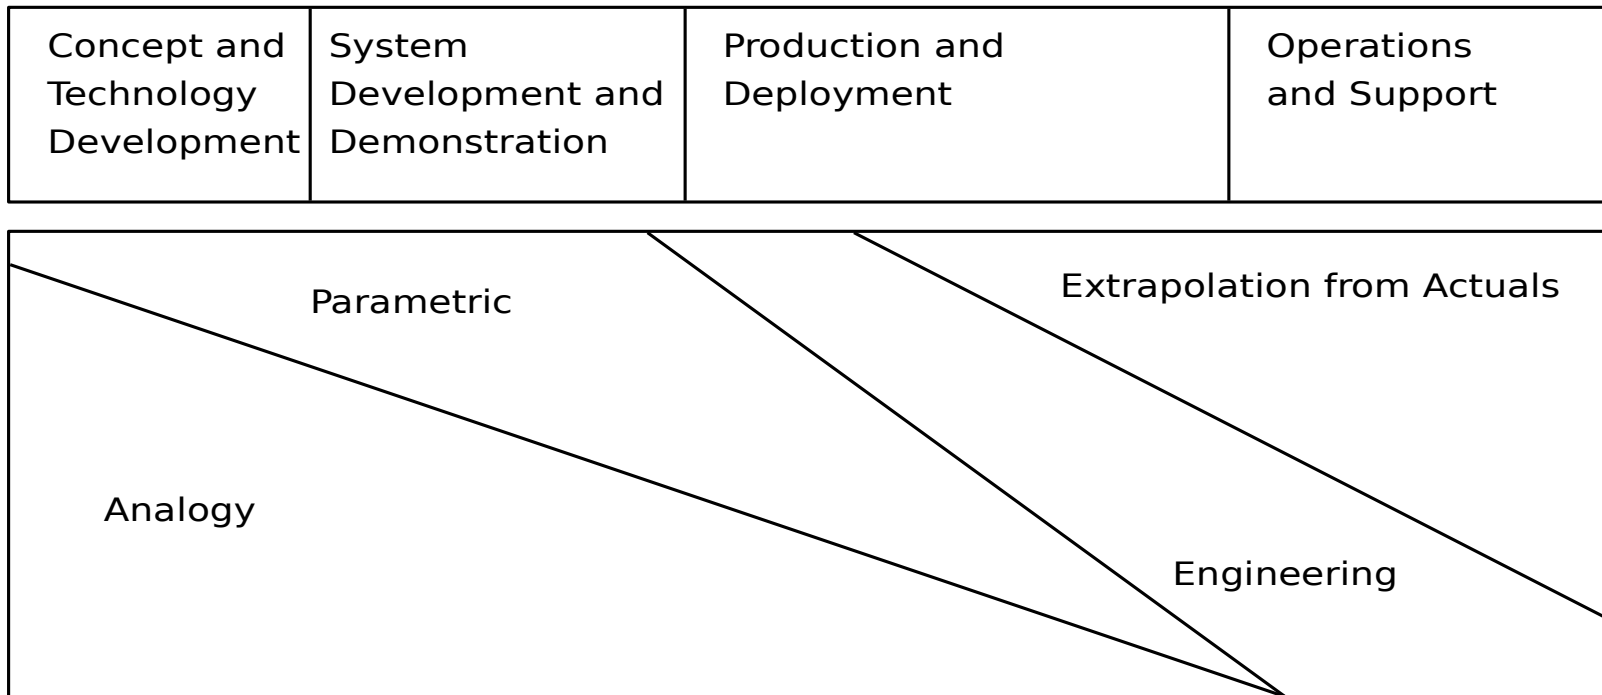 Concept and
Technology
Development
System
Development and
Demonstration
Production and
Deployment
Operations
and Support
Parametric
Extrapolation from Actuals
Analogy
Engineering